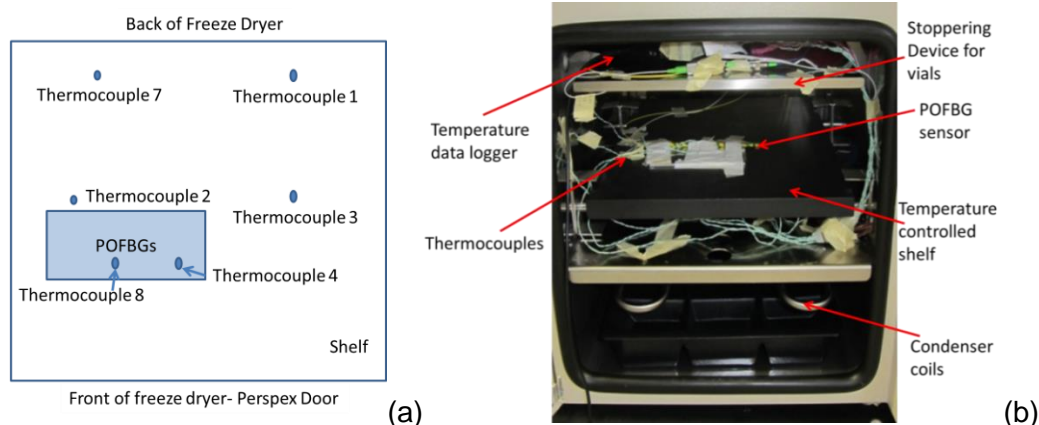 Back of Freeze Dryer
Thermocouple 7
Thermocouple 1
Thermocouple 2
Thermocouple 3
POFBGs
Thermocouple 4
Thermocouple 8
Shelf
Front of freeze dryer- Perspex Door
(a)
Stoppering
Device for
vials
POFBG
sensor
Temperature
data logger
Thermocouples
Temperature
controlled
shelf
Condenser
coils
(b)